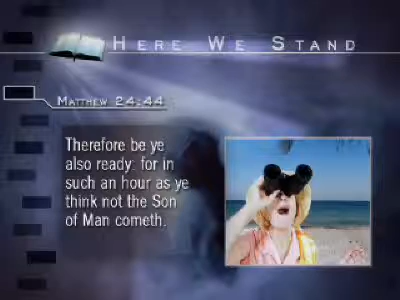 HERE WE STAND
MATTHEW 24:44
Therefore be ye
also ready: for in
such an hour as ye
think not the Son
of Man cometh.